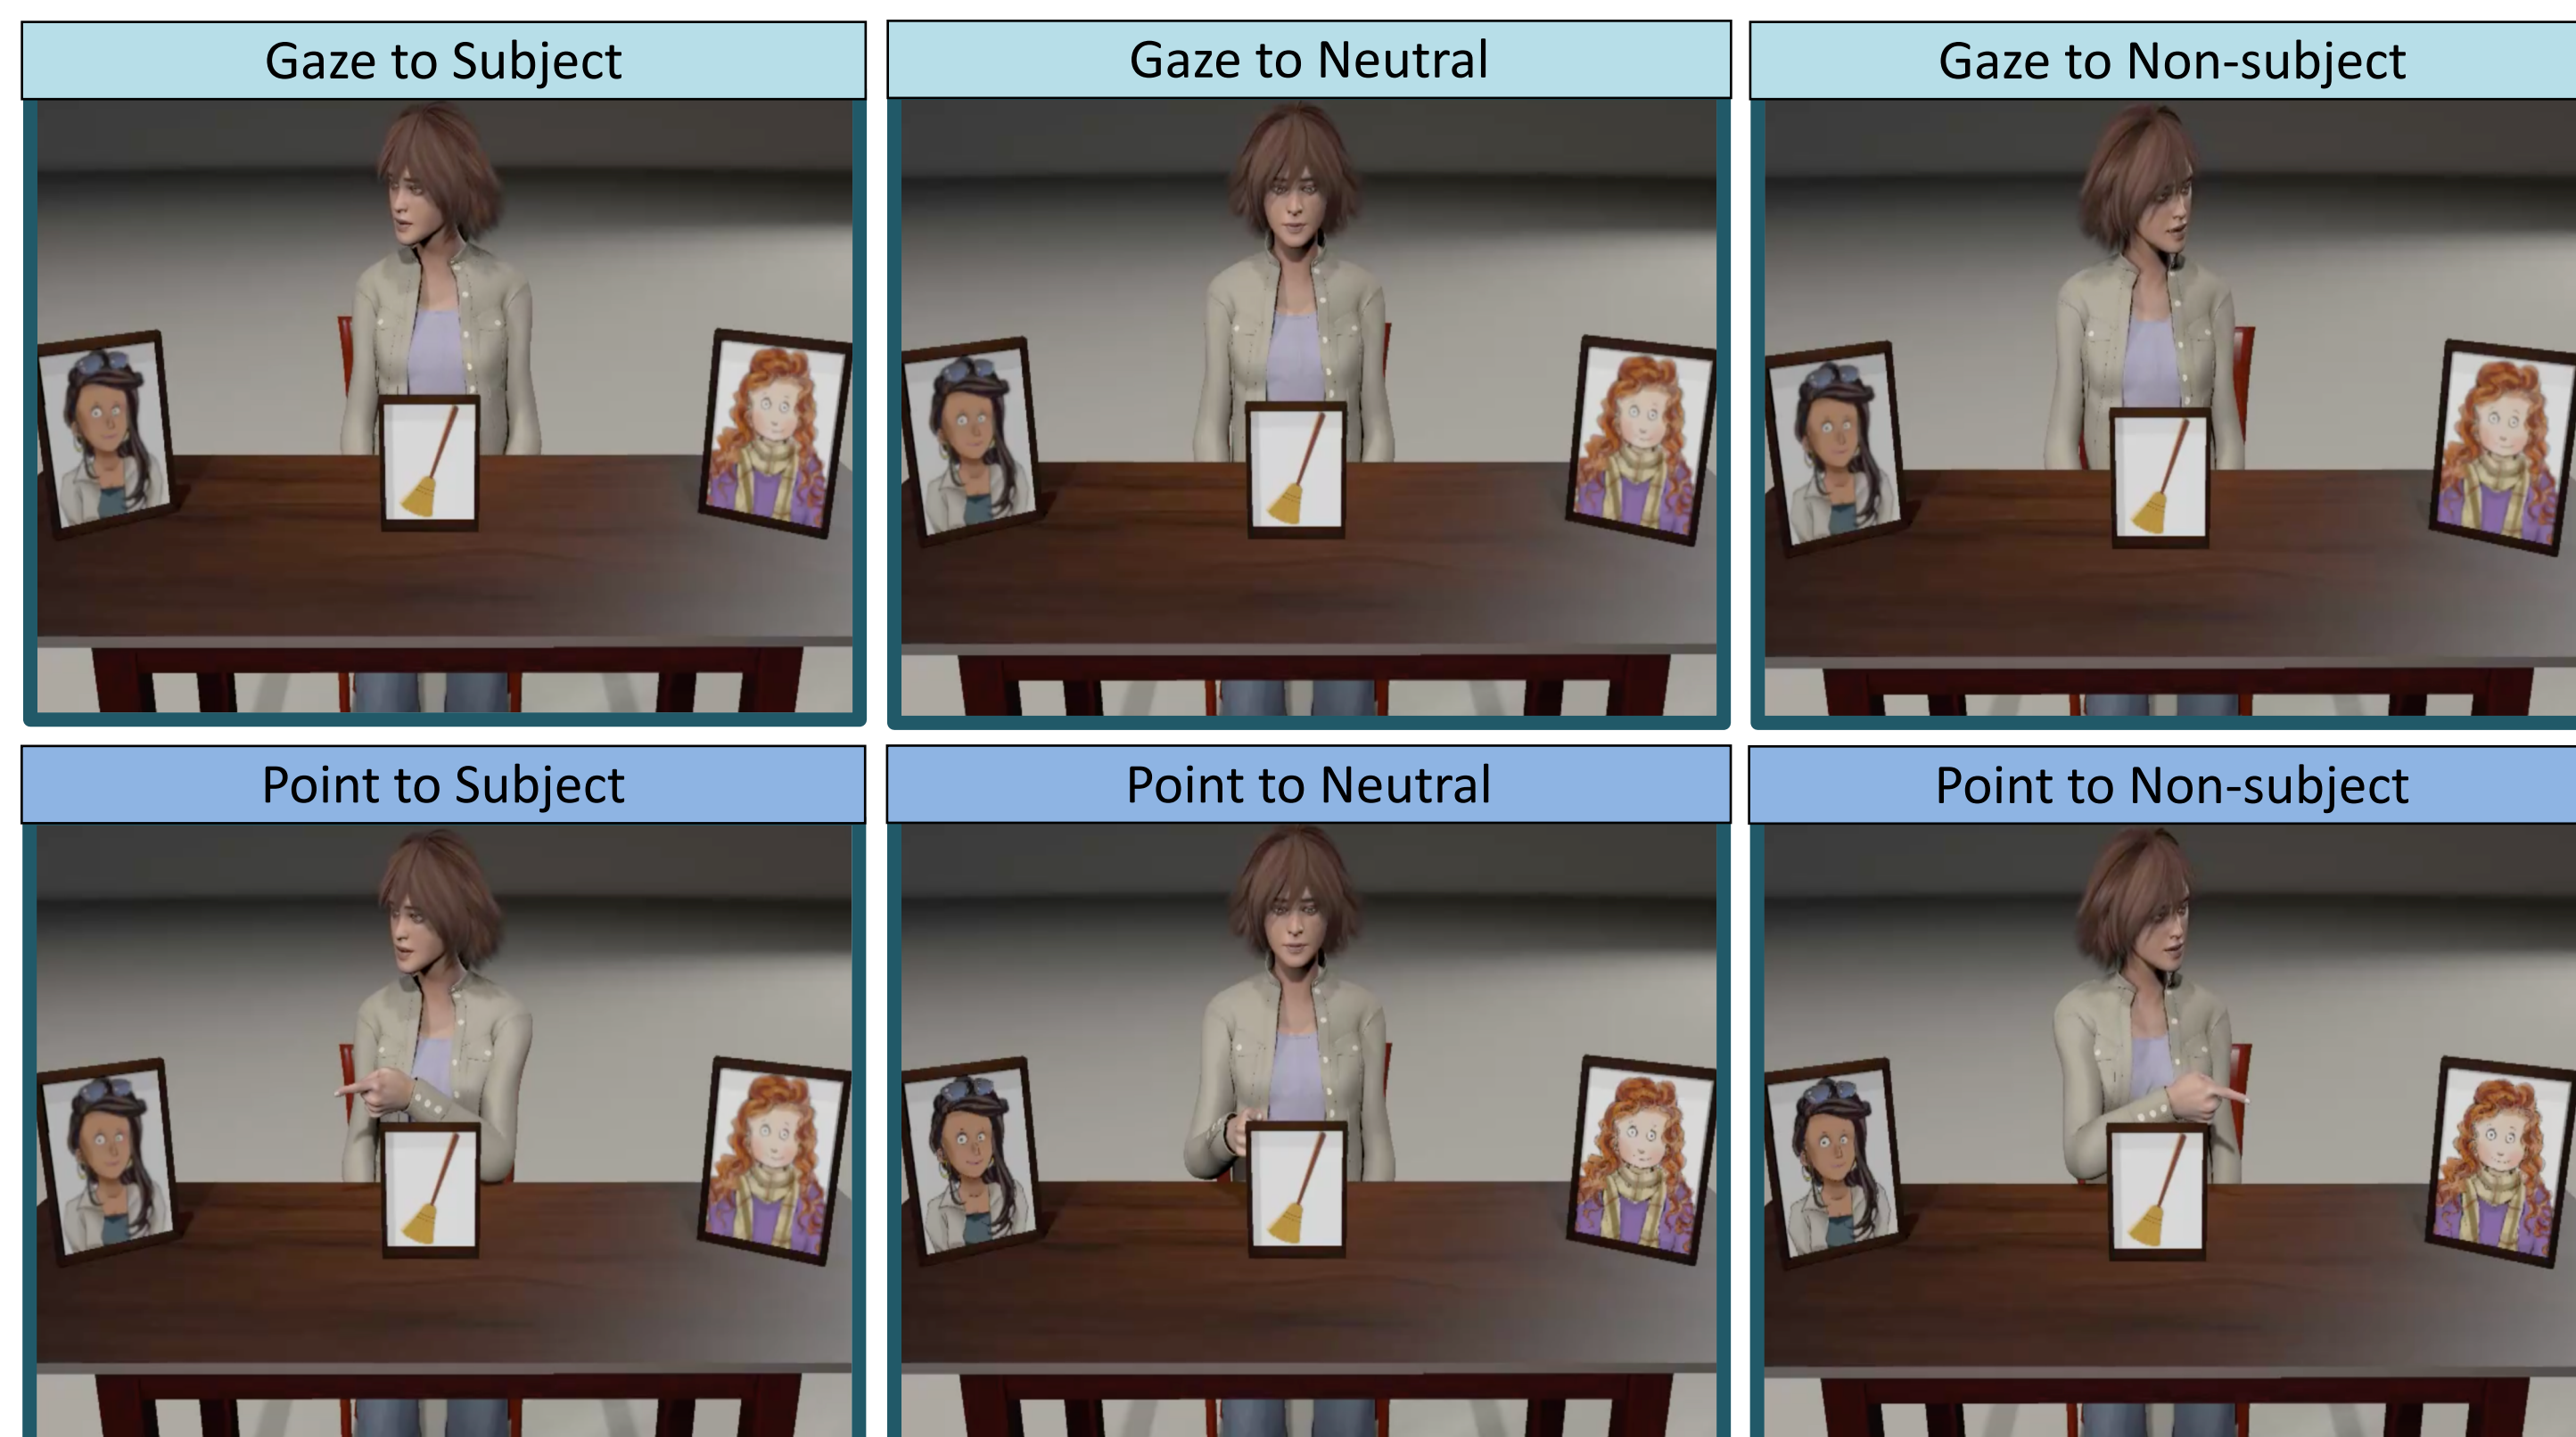 Gaze to Subject
Gaze to Neutral
Gaze to Non-subject
Point to Subject
Point to Neutral
Point to Non-subject